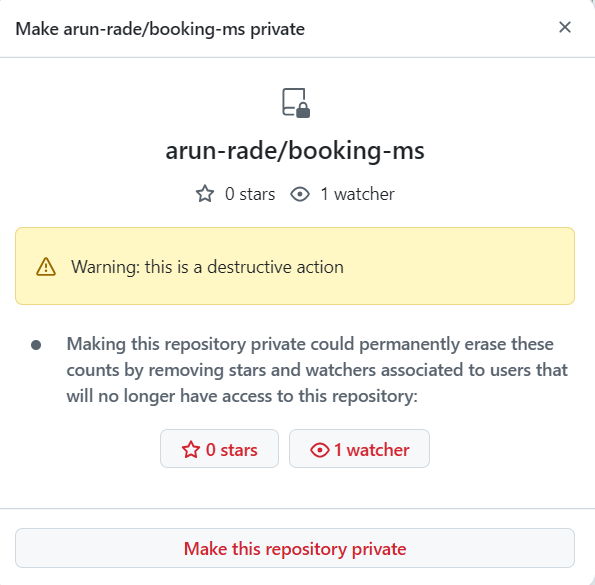 Make arun-rade/booking-ms private
arun-rade/booking-ms
0 stars 1 watcher
Warning: this is a destructive action
Making this repository private could permanently erase these
counts by removing stars and watchers associated to users that
will no longer have access to this repository:
0 stars 1 watcher
Make this repository private